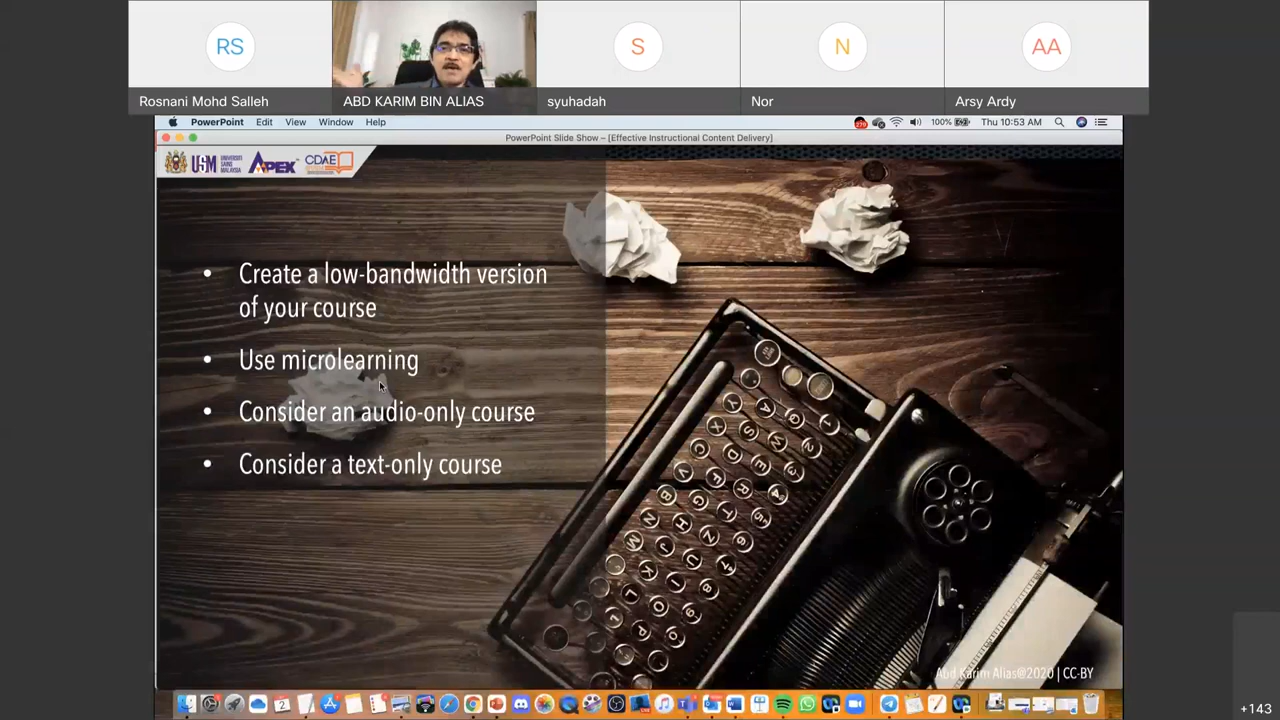 RS
S
N
AA
Rosnani Mohd Salleh
ABD KARIM BIN ALIAS
syuhadah
Nor
Arsy Ardy
PowerPoint Edit View Window Help
100% Thu 10:53 AM
PowerPoint Slide Show – [Effective Instructional Content Delivery]
USM UNIVERSITI SAINS MALAYSIA APEX CDAE
• Create a low-bandwidth version
of your course
• Use microlearning
• Consider an audio-only course
• Consider a text-only course
Abd Karim Alias@2020 | CC-BY
+143